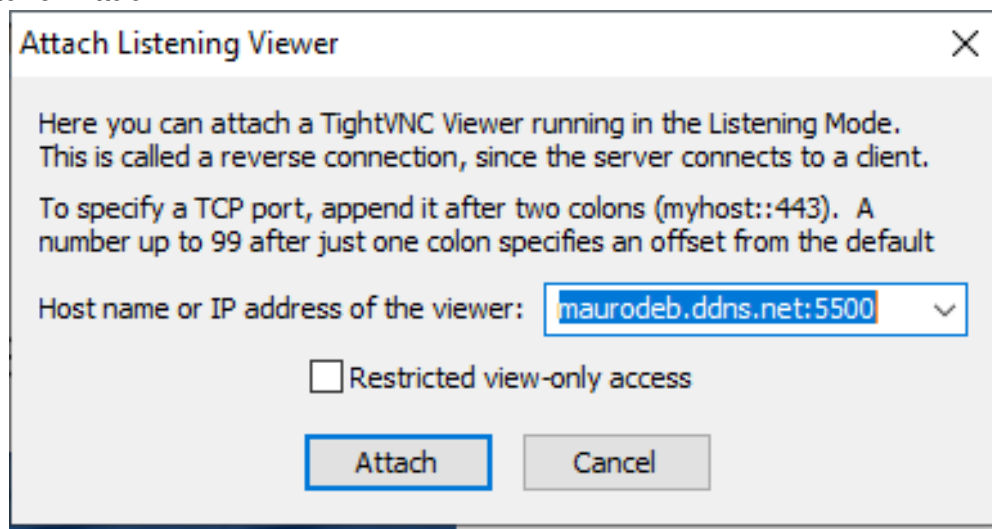 Attach Listening Viewer
Here you can attach a TightVNC Viewer running in the Listening Mode.
This is called a reverse connection, since the server connects to a client.
To specify a TCP port, append it after two colons (myhost::443).  A
number up to 99 after just one colon specifies an offset from the default
Host name or IP address of the viewer: maurodeb.ddns.net:5500
Restricted view-only access
Attach Cancel